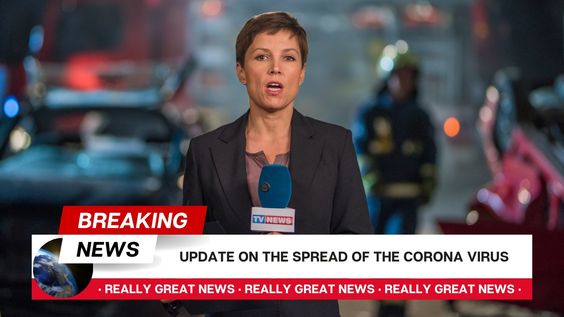 TV NEWS
BREAKING
NEWS
UPDATE ON THE SPREAD OF THE CORONA VIRUS
· REALLY GREAT NEWS · REALLY GREAT NEWS · REALLY GREAT NEWS ·